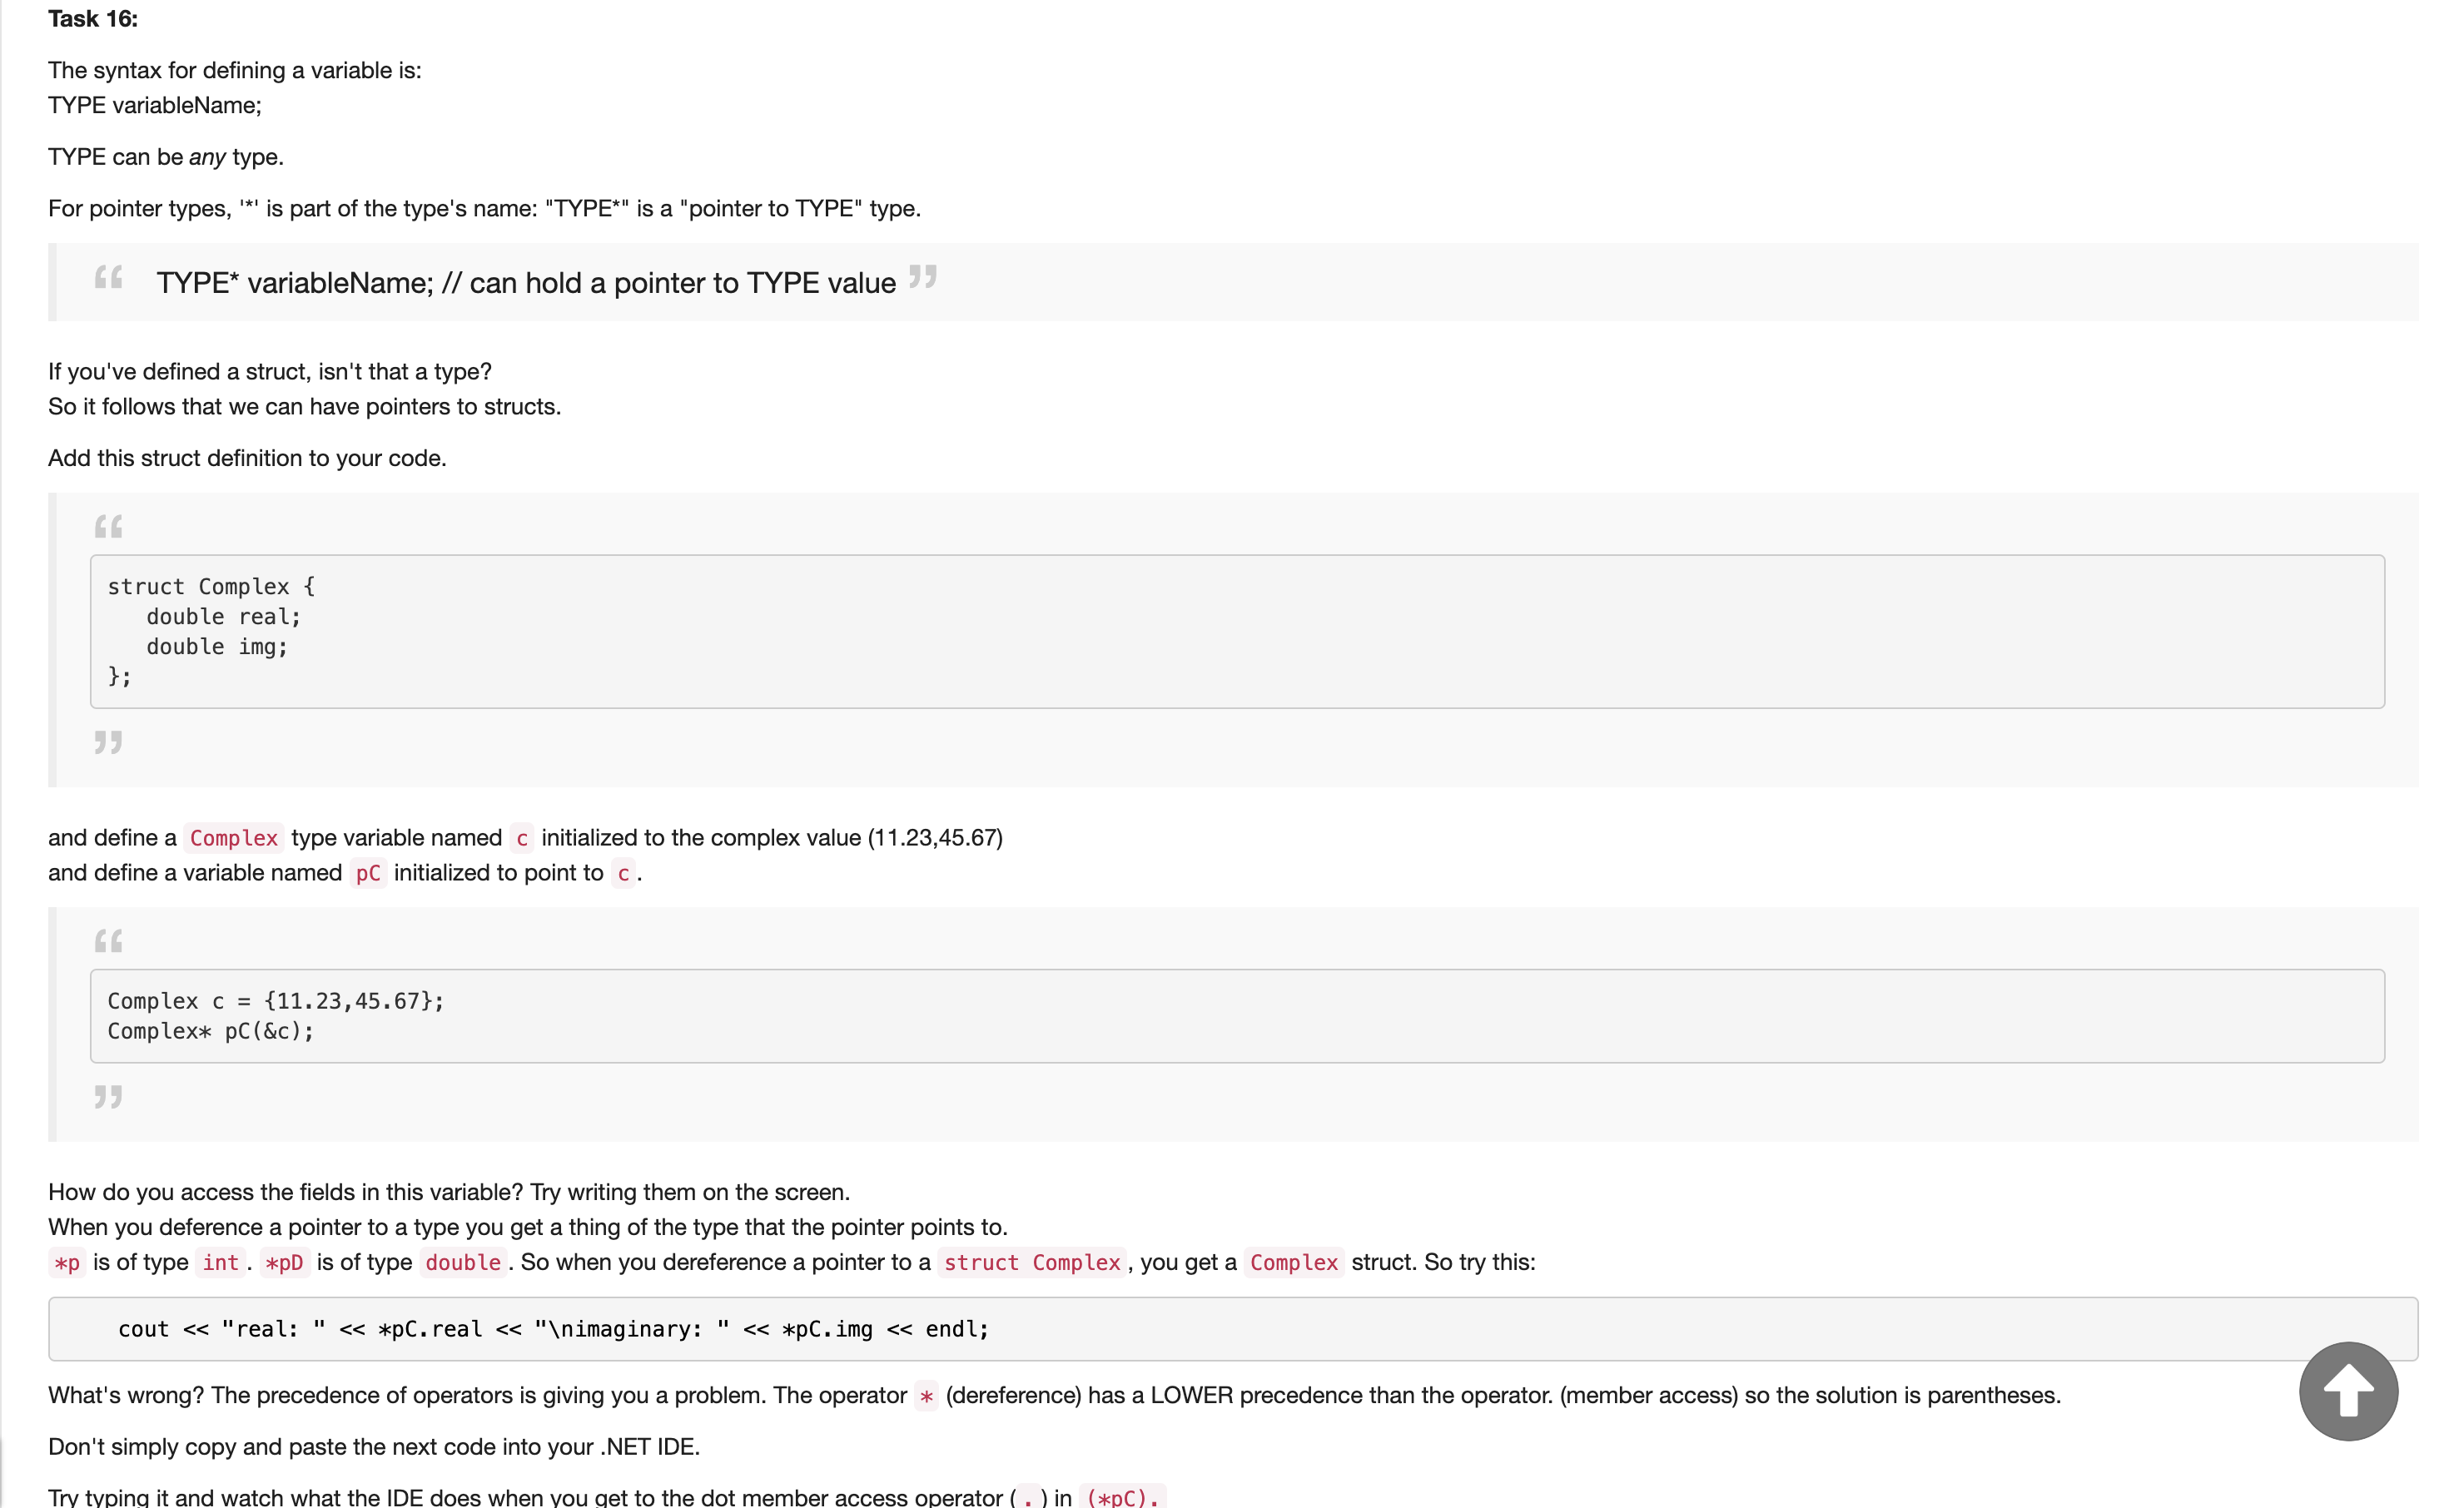 Task 16:
The syntax for defining a variable is:
TYPE variableName;
TYPE can be any type.
For pointer types, '*' is part of the type's name: "TYPE*" is a "pointer to TYPE" type.
“ TYPE* variableName; // can hold a pointer to TYPE value ”
If you've defined a struct, isn't that a type?
So it follows that we can have pointers to structs.
Add this struct definition to your code.
“
struct Complex {
   double real;
   double img;
};
”
and define a Complex type variable named c initialized to the complex value (11.23,45.67)
and define a variable named pC initialized to point to c.
“
Complex c = {11.23,45.67};
Complex* pC(&c);
”
How do you access the fields in this variable? Try writing them on the screen.
When you deference a pointer to a type you get a thing of the type that the pointer points to.
*p is of type int. *pD is of type double. So when you dereference a pointer to a struct Complex, you get a Complex struct. So try this:
cout << "real: " << *pC.real << "\nimaginary: " << *pC.img << endl;
What's wrong? The precedence of operators is giving you a problem. The operator * (dereference) has a LOWER precedence than the operator. (member access) so the solution is parentheses.
Don't simply copy and paste the next code into your .NET IDE.
Try typing it and watch what the IDE does when you get to the dot member access operator (.) in (*pC).